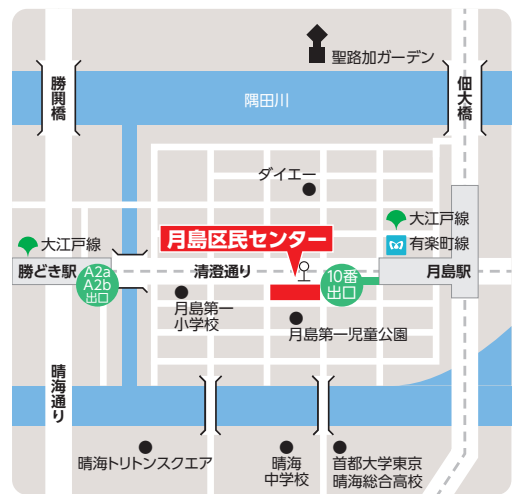 聖路加ガーデン
勝関橋
佃大橋
隅田川
ダイエー
大江戸線
有楽町線
月島区民センター
大江戸線
勝どき駅
A2a
A2b
出口
清澄通り
10番
出口
月島駅
月島第一
小学校
月島第一児童公園
晴海通り
晴海トリトンスクエア
晴海
中学校
首都大学東京
晴海総合高校